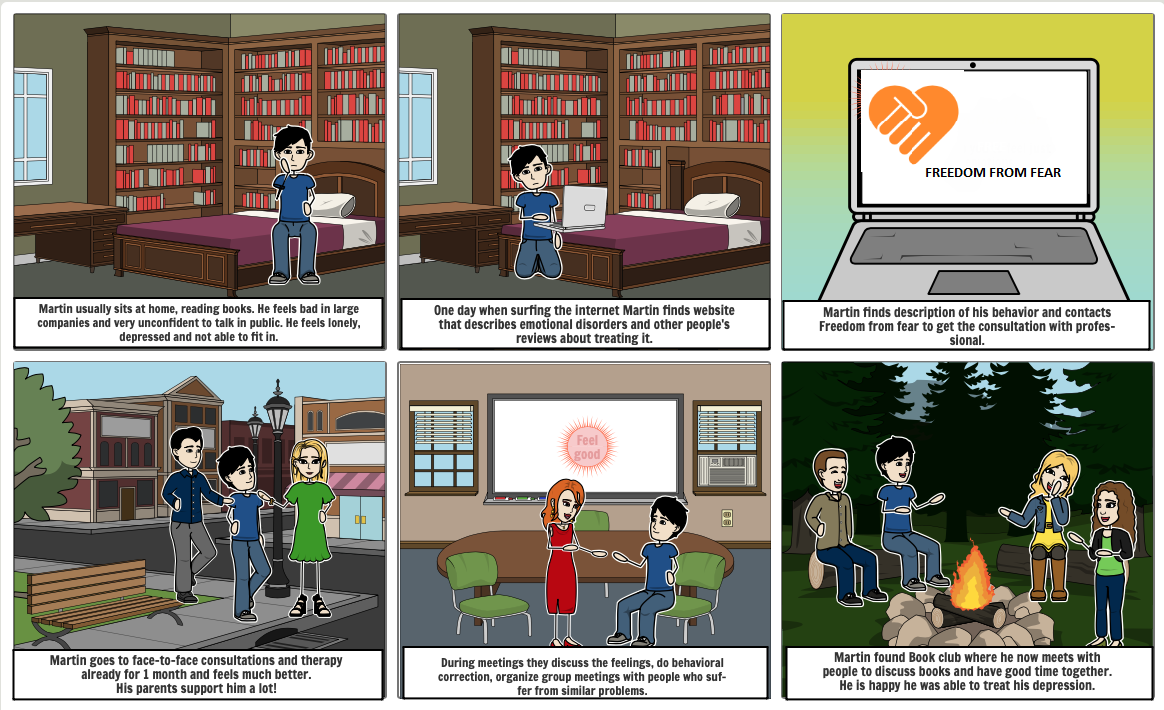 Martin usually sits at home, reading books. He feels bad in large
companies and very unconfident to talk in public. He feels lonely,
depressed and not able to fit in.
One day when surfing the internet Martin finds website
that describes emotional disorders and other people's
reviews about treating it.
FREEDOM FROM FEAR
Martin finds description of his behavior and contacts
Freedom from fear to get the consultation with profes-
sional.
Martin goes to face-to-face consultations and therapy
already for 1 month and feels much better.
His parents support him a lot!
Feel
good
During meetings they discuss the feelings, do behavioral
correction, organize group meetings with people who suf-
fer from similar problems.
Martin found Book club where he now meets with
people to discuss books and have good time together.
He is happy he was able to treat his depression.